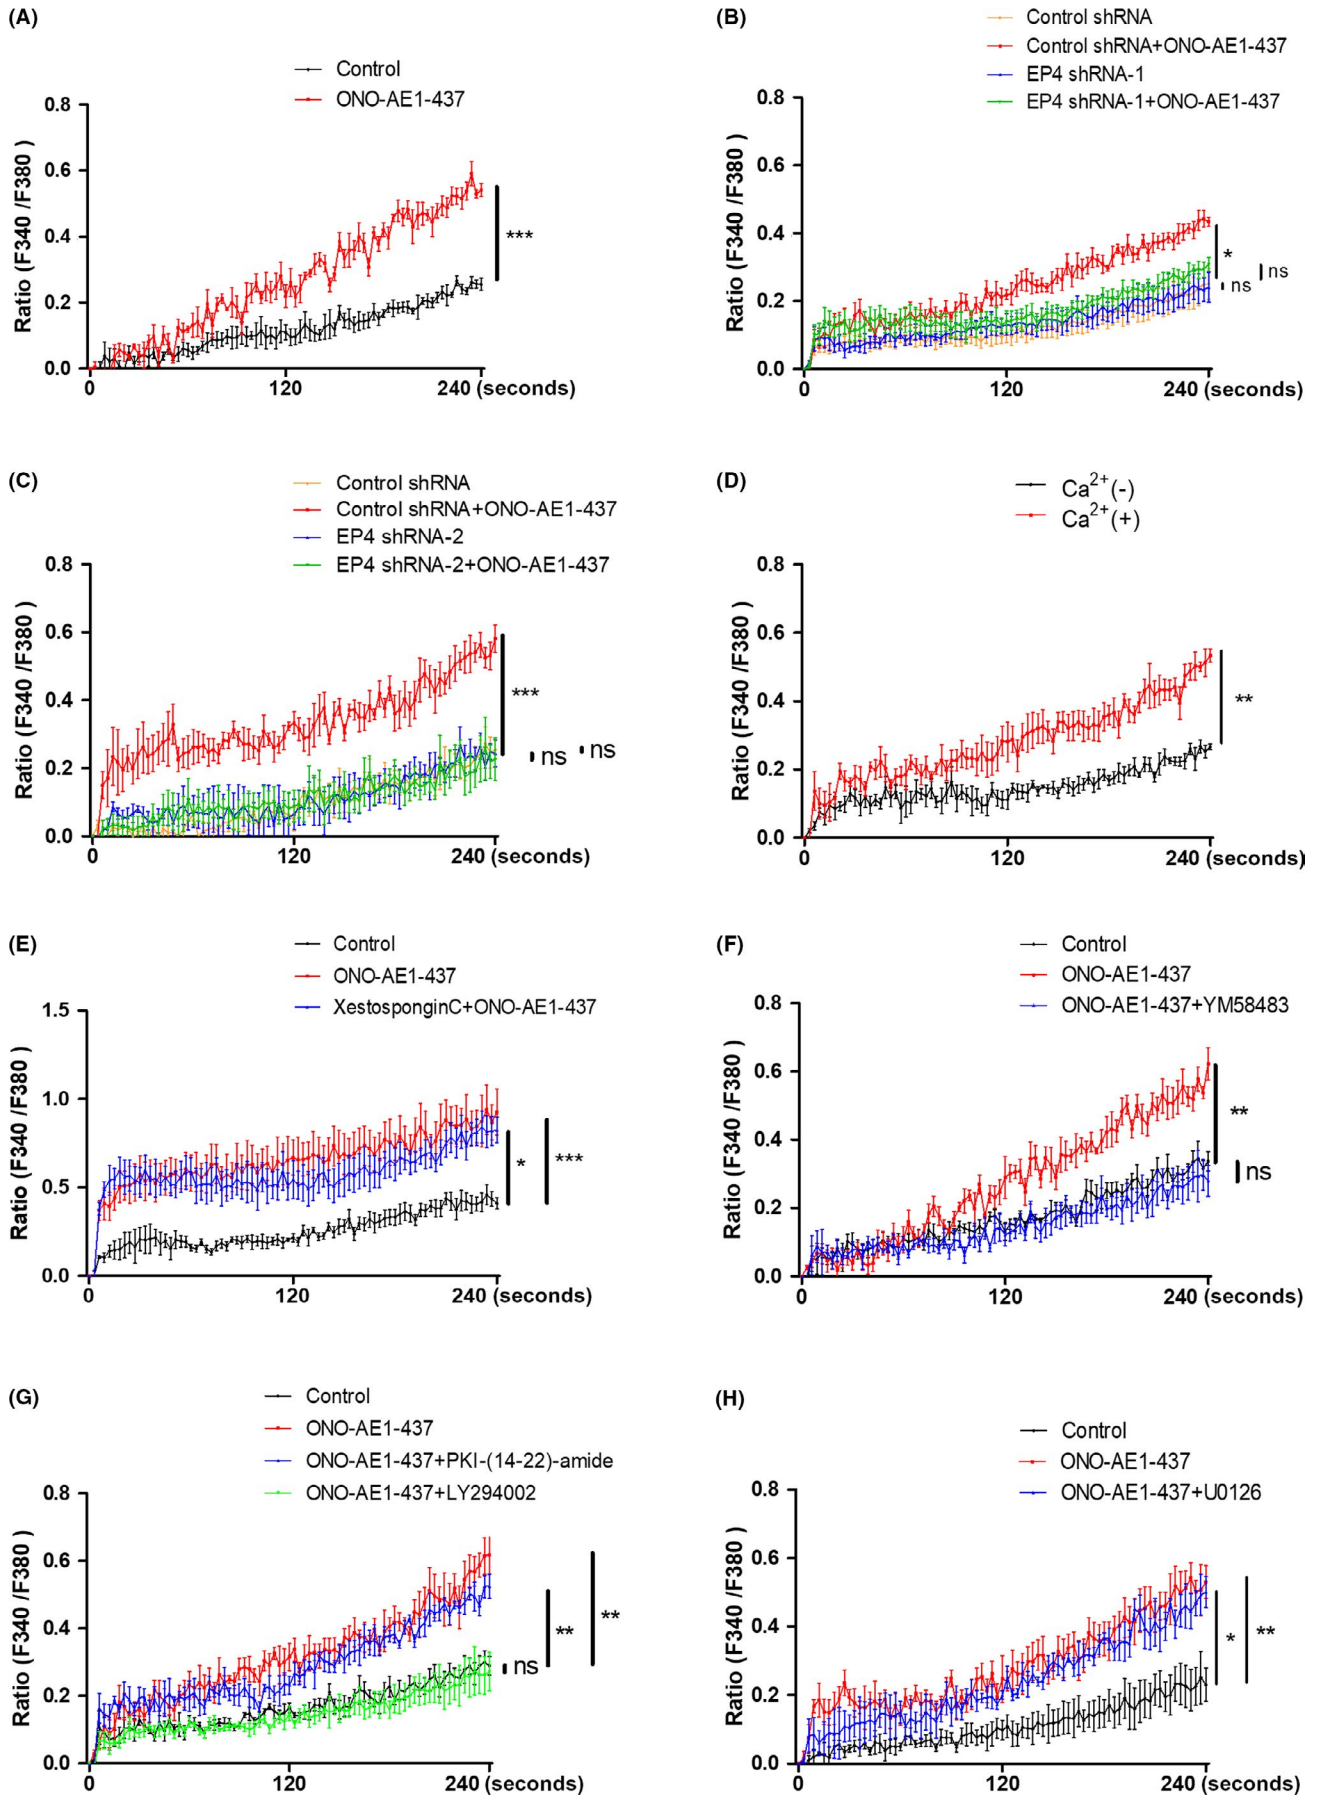 (A)
Control
ONO-AE1-437
Ratio (F340 /F380 )
0.8
0.6
0.4
0.2
0.0
0
120
240 (seconds)
***
(B)
Control shRNA
Control shRNA+ONO-AE1-437
EP4 shRNA-1
EP4 shRNA-1+ONO-AE1-437
Ratio (F340 /F380 )
0.8
0.6
0.4
0.2
0.0
0
120
240 (seconds)
*
ns
ns
(C)
Control shRNA
Control shRNA+ONO-AE1-437
EP4 shRNA-2
EP4 shRNA-2+ONO-AE1-437
Ratio (F340 /F380 )
0.8
0.6
0.4
0.2
0.0
0
120
240 (seconds)
***
ns
ns
(D)
Ca2+(-)
Ca2+(+)
Ratio (F340 /F380 )
0.8
0.6
0.4
0.2
0.0
0
120
240 (seconds)
**
(E)
Control
ONO-AE1-437
XestosponginC+ONO-AE1-437
Ratio (F340 /F380 )
1.5
1.0
0.5
0.0
0
120
240 (seconds)
*
***
(F)
Control
ONO-AE1-437
ONO-AE1-437+YM58483
Ratio (F340 /F380 )
0.8
0.6
0.4
0.2
0.0
0
120
240 (seconds)
**
ns
(G)
Control
ONO-AE1-437
ONO-AE1-437+PKI-(14-22)-amide
ONO-AE1-437+LY294002
Ratio (F340 /F380 )
0.8
0.6
0.4
0.2
0.0
0
120
240 (seconds)
ns
**
**
(H)
Control
ONO-AE1-437
ONO-AE1-437+U0126
Ratio (F340 /F380 )
0.8
0.6
0.4
0.2
0.0
0
120
240 (seconds)
*
**